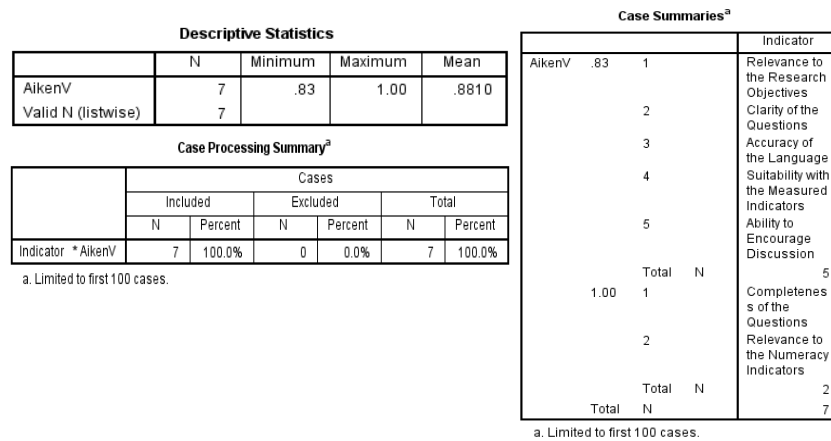 Descriptive Statistics
N Minimum Maximum Mean
AikenV 7 .83 1.00 .8810
Valid N (listwise) 7
Case Processing Summaryᵃ
Cases
Included Excluded Total
N Percent N Percent N Percent
Indicator * AikenV 7 100.0% 0 0.0% 7 100.0%
a. Limited to first 100 cases.
Case Summariesᵃ
Indicator
AikenV .83 1 Relevance to
the Research
Objectives
2 Clarity of the
Questions
3 Accuracy of
the Language
4 Suitability with
the Measured
Indicators
5 Ability to
Encourage
Discussion
Total N 5
1.00 1 Completenes
s of the
Questions
2 Relevance to
the Numeracy
Indicators
Total N 2
Total N 7
a. Limited to first 100 cases.